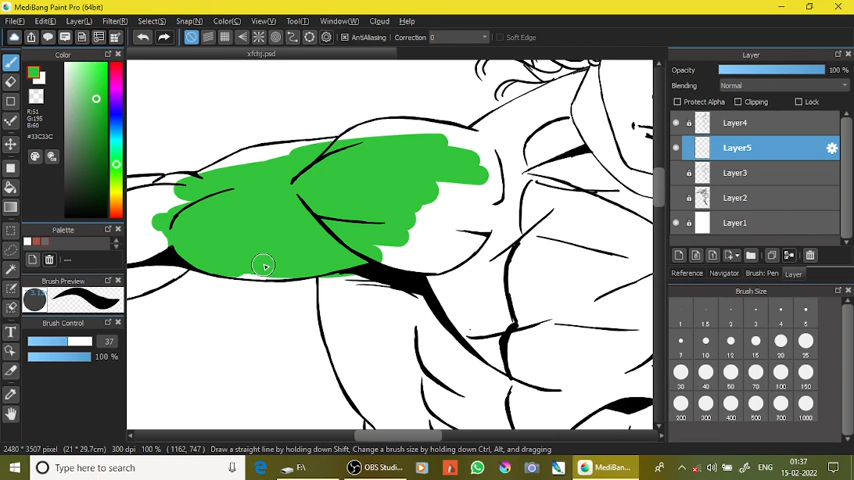 MediBang Paint Pro (64bit)
File(F) Edit(E) Layer(L) Filter(R) Select(S) Snap(N) Color(C) View(V) Tool(T) Window(W) Cloud Help
AntiAliasing Correction 0 Soft Edge
xfchj.psd
Color
R:51
G:195
B:60
#33C33C
Palette
---
Brush Preview
Brush Control
37
100 %
Layer
Opacity 100 %
Blending Normal
Protect Alpha Clipping Lock
Layer4
Layer5
Layer3
Layer2
Layer1
Reference Navigator Brush: Pen Layer
Brush Size
1 1.5 2 3 4 5
7 10 12 15 20 25
30 40 50 70 100 150
200 300 400 500 700 1000
2480 * 3507 pixel (21 * 29.7cm) 300 dpi 100 % (1162, 747) Draw a straight line by holding down Shift, Change a brush size by holding down Ctrl, Alt, and dragging
Type here to search
F:\
OBS Studi...
MediBa...
ENG
01:37
15-02-2022